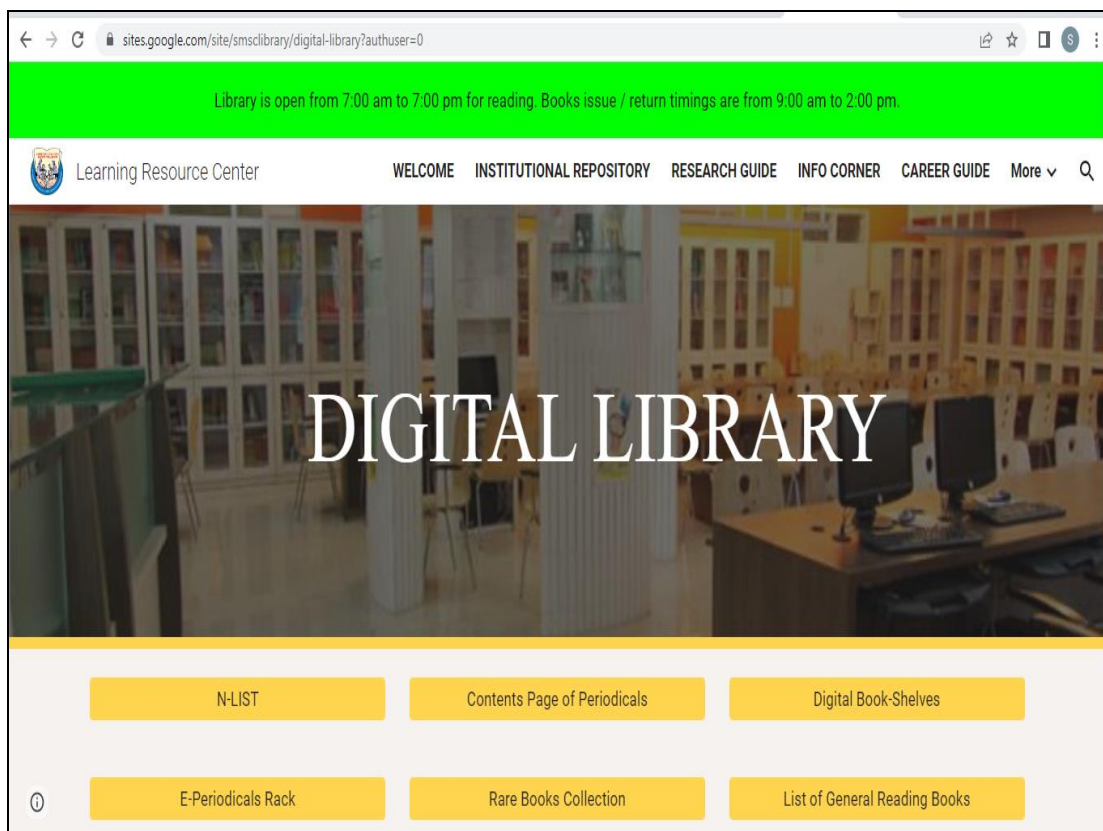 sites.google.com/site/smsclibrary/digital-library?authuser=0
S
Library is open from 7:00 am to 7:00 pm for reading. Books issue / return timings are from 9:00 am to 2:00 pm.
Learning Resource Center WELCOME INSTITUTIONAL REPOSITORY RESEARCH GUIDE INFO CORNER CAREER GUIDE More
DIGITAL LIBRARY
N-LIST Contents Page of Periodicals Digital Book-Shelves
E-Periodicals Rack Rare Books Collection List of General Reading Books